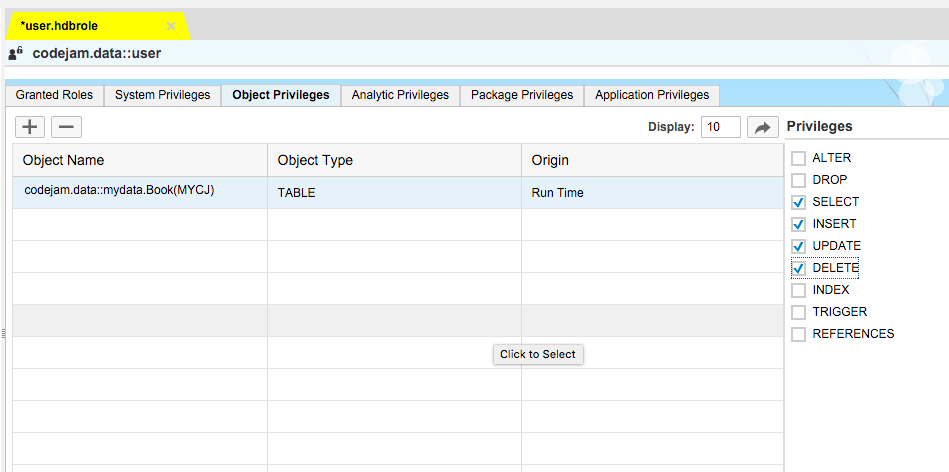 *user.hdbrole
codejam.data::user
Granted Roles System Privileges Object Privileges Analytic Privileges Package Privileges Application Privileges
Display: 10
Object Name Object Type Origin
codejam.data::mydata.Book(MYCJ) TABLE Run Time
Click to Select
Privileges
ALTER
DROP
SELECT
INSERT
UPDATE
DELETE
INDEX
TRIGGER
REFERENCES